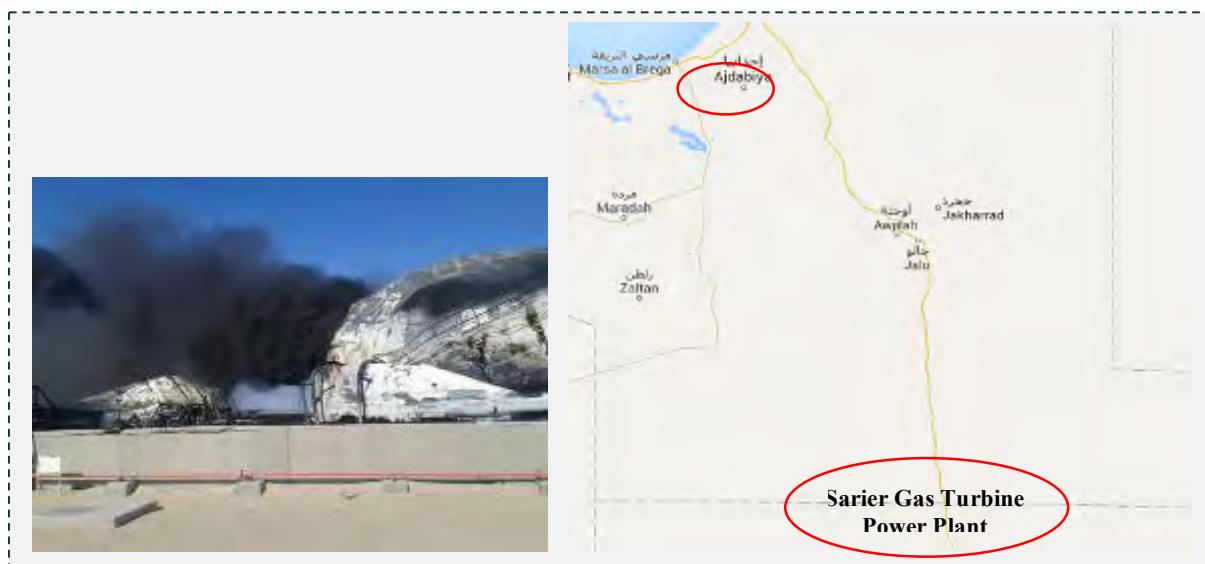 مرسى البريقة
Marsa al Brega
إجدابيا
Ajdabiya
مرادة
Maradah
زلطن
Zaltan
أوجلة
Awjilah
جخرة
Jakharrad
جالو
Jalu
Sarier Gas Turbine
Power Plant